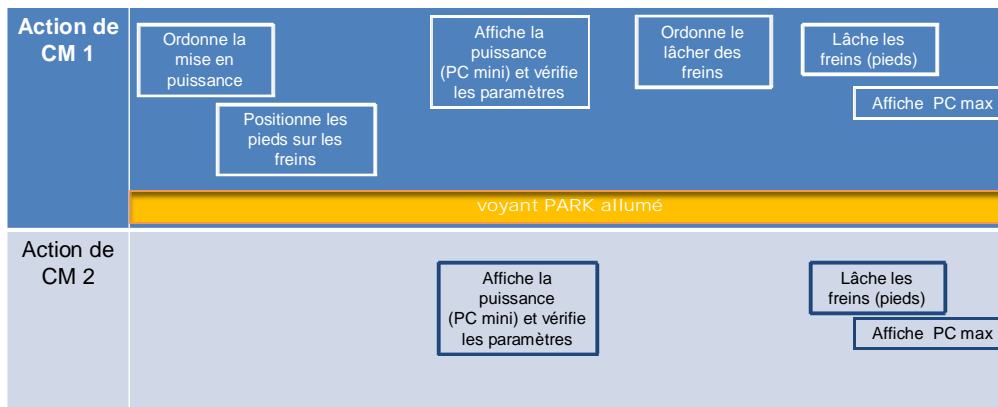 Action de
CM 1
Ordonne la
mise en
puissance
Positionne les
pieds sur les
freins
Affiche la
puissance
(PC mini) et vérifie
les paramètres
Ordonne le
lâcher des
freins
Lâche les
freins (pieds)
Affiche PC max
voyant PARK allumé
Action de
CM 2
Affiche la
puissance
(PC mini) et vérifie
les paramètres
Lâche les
freins (pieds)
Affiche PC max